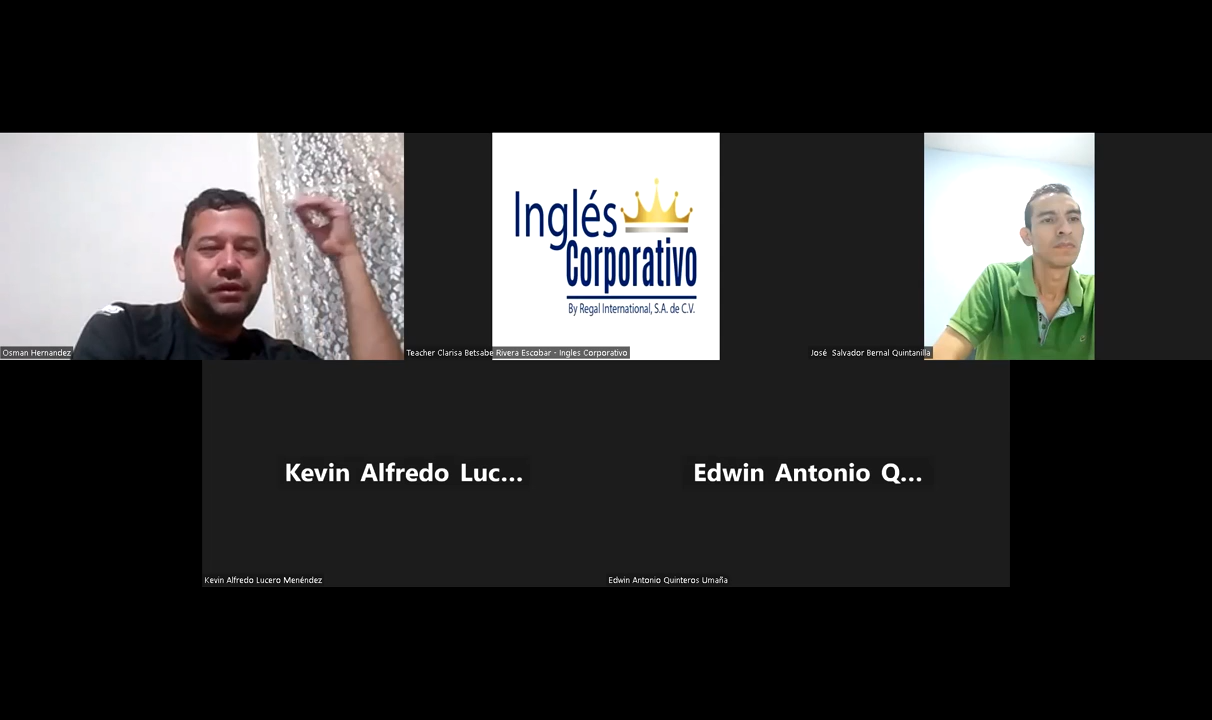 Inglés
Corporativo
By Regal International, S.A. de C.V.
Osman Hernandez
Teacher Clarisa Betsabe Rivera Escobar - Ingles Corporativo
José Salvador Bernal Quintanilla
Kevin Alfredo Luc...
Edwin Antonio Q...
Kevin Alfredo Lucero Menéndez
Edwin Antonio Quinteros Umaña